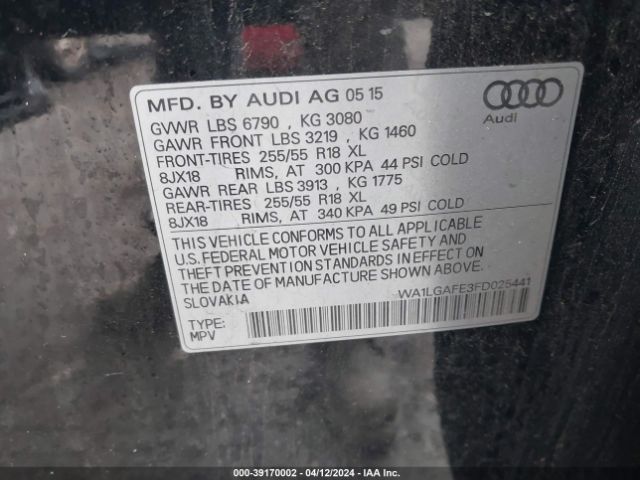 MFD. BY AUDI AG 05 15
GVWR LBS 6790 , KG 3080
GAWR FRONT LBS 3219 , KG 1460
FRONT-TIRES 255/55 R18 XL
8JX18 RIMS, AT 300 KPA 44 PSI COLD
GAWR REAR LBS 3913 , KG 1775
REAR-TIRES 255/55 R18 XL
8JX18 RIMS, AT 340 KPA 49 PSI COLD
Audi
THIS VEHICLE CONFORMS TO ALL APPLICABLE
U.S. FEDERAL MOTOR VEHICLE SAFETY AND
THEFT PREVENTION STANDARDS IN EFFECT ON
THE DATE OF MANUFACTURE SHOWN ABOVE.
SLOVAKIA
WA1LGAFE3FD025441
TYPE:
MPV
000-39170002 - 04/12/2024 - IAA Inc.